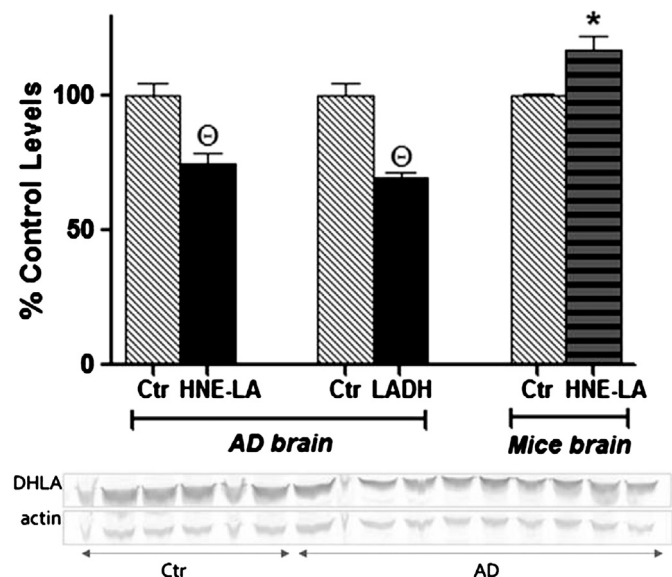 % Control Levels
100
50
0
*
Θ
Θ
Ctr HNE-LA Ctr LADH Ctr HNE-LA
AD brain Mice brain
DHLA
actin
Ctr AD